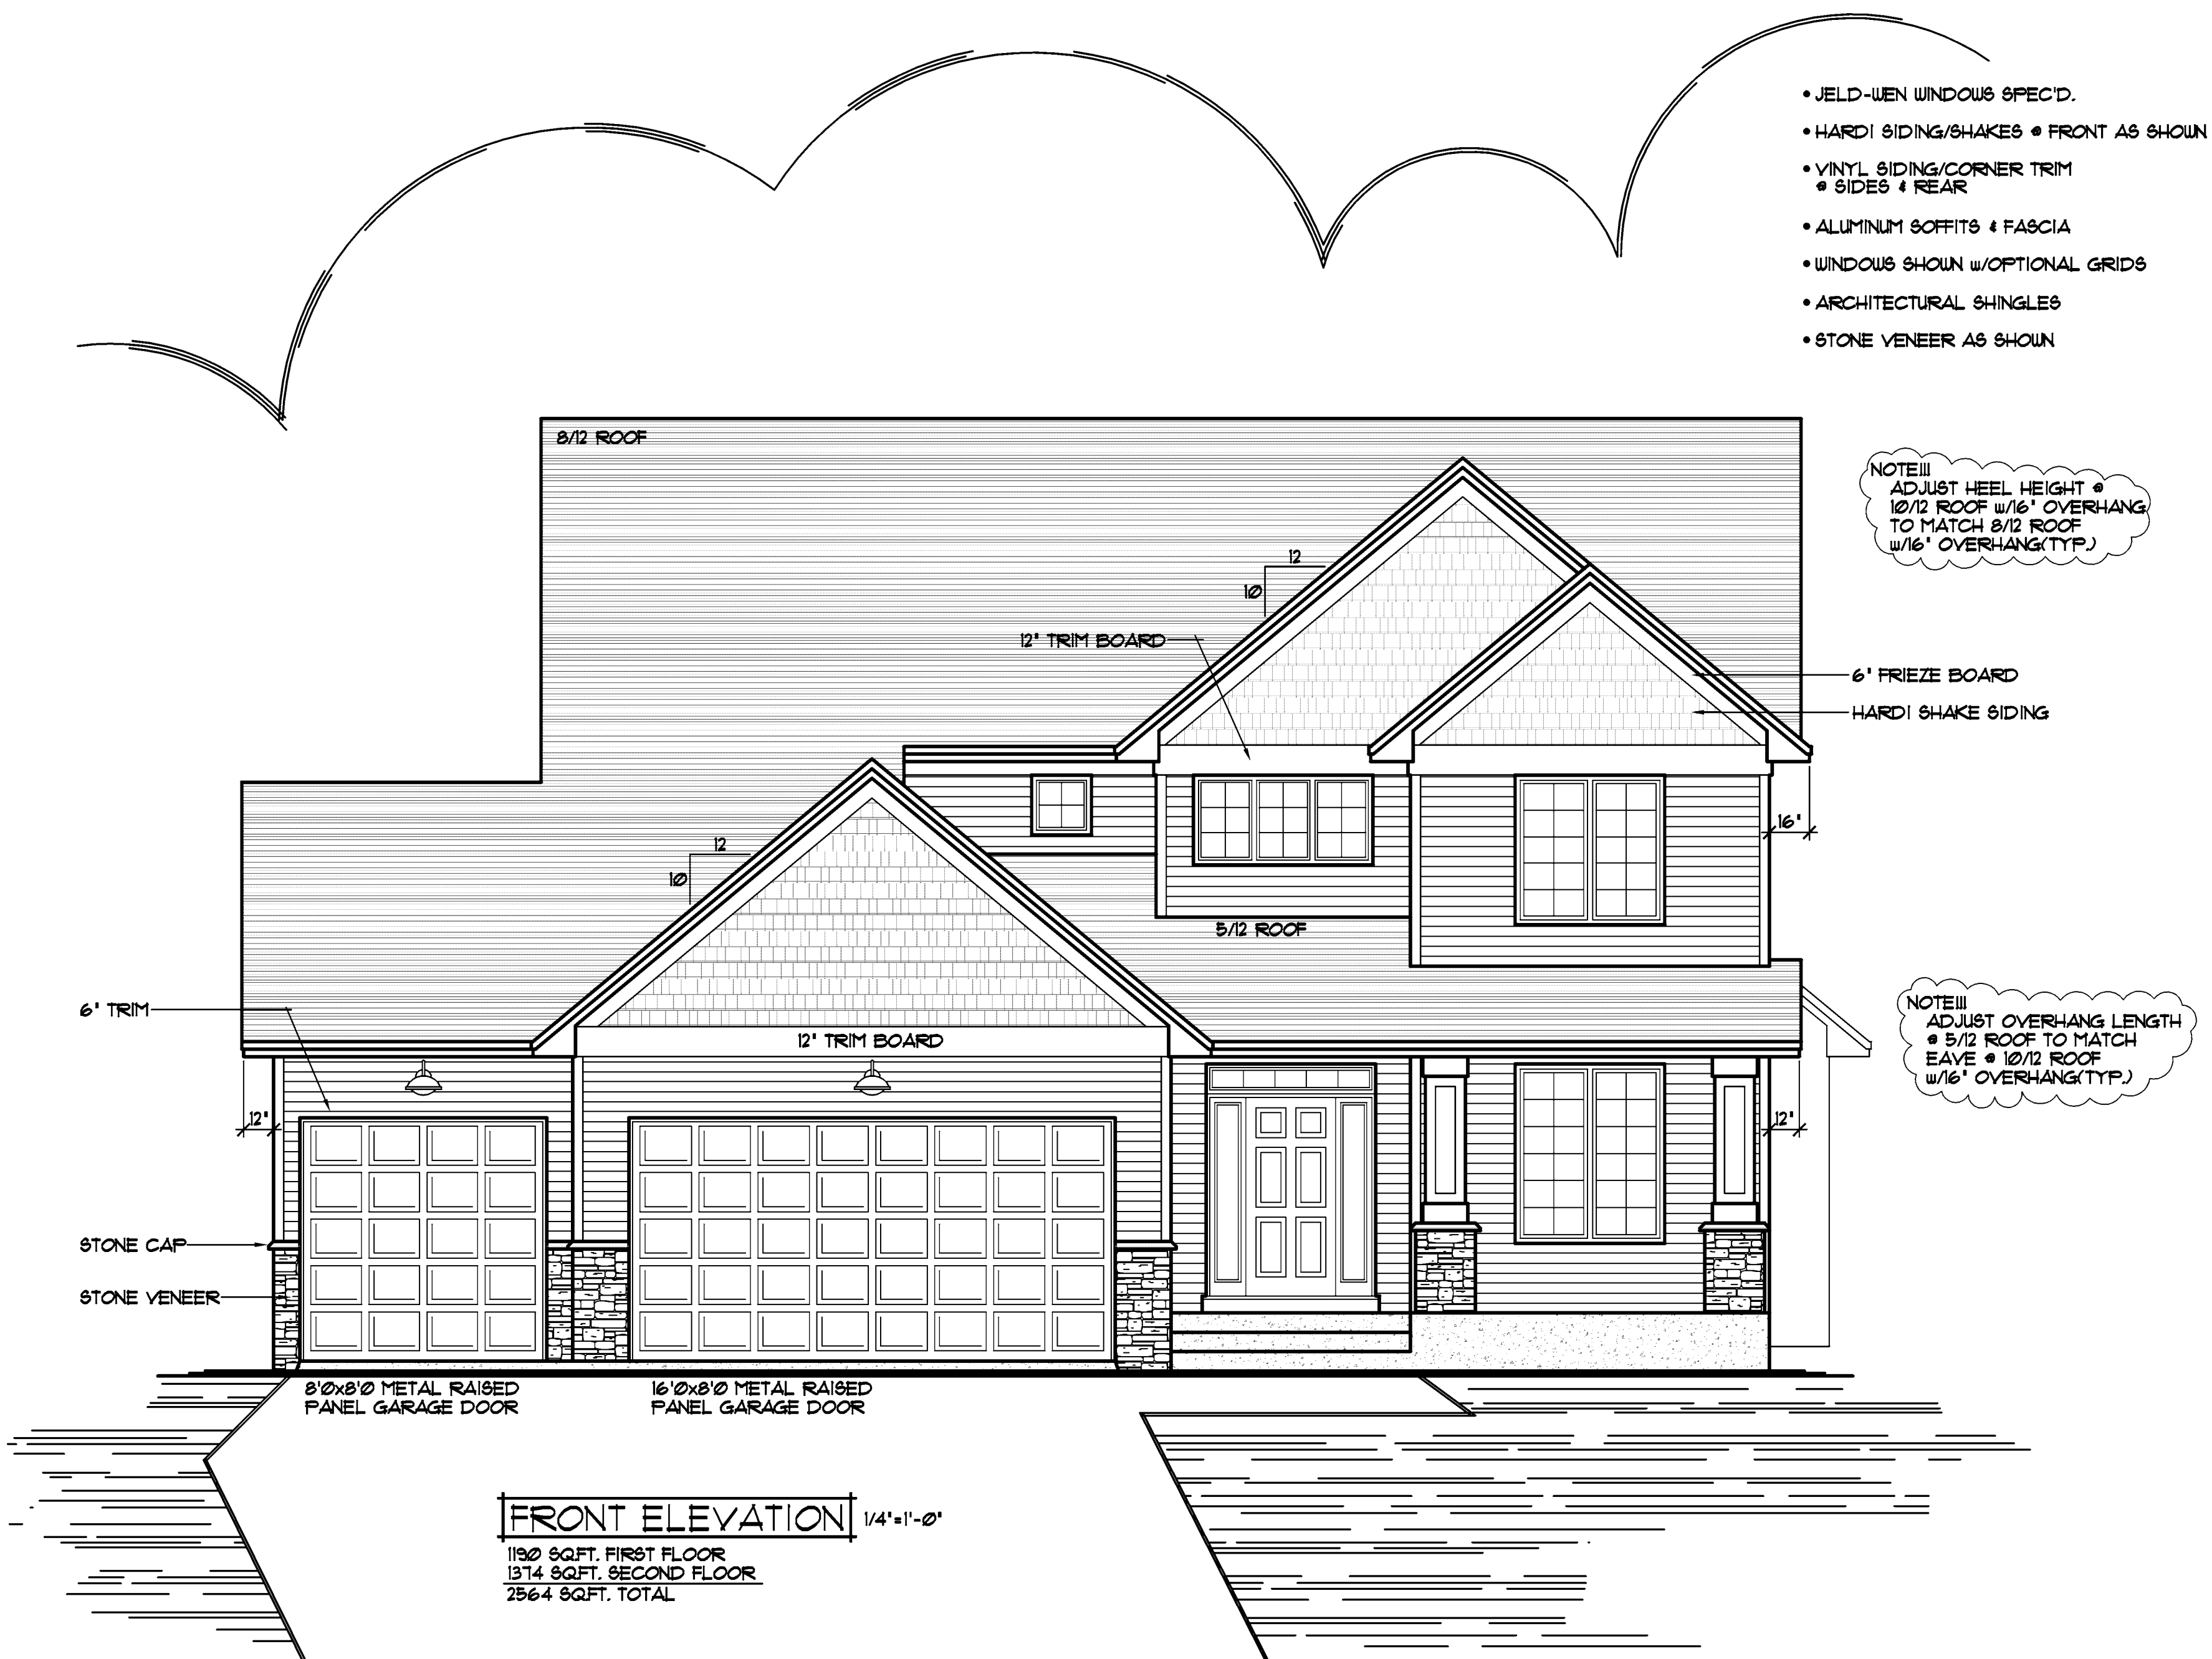 • JELD-WEN WINDOWS SPEC'D.
• HARDI SIDING/SHAKES @ FRONT AS SHOWN
• VINYL SIDING/CORNER TRIM
@ SIDES & REAR
• ALUMINUM SOFFITS & FASCIA
• WINDOWS SHOWN w/OPTIONAL GRIDS
• ARCHITECTURAL SHINGLES
• STONE VENEER AS SHOWN
8/12 ROOF
NOTE!!!
ADJUST HEEL HEIGHT @
10/12 ROOF w/16" OVERHANG
TO MATCH 8/12 ROOF
w/16" OVERHANG(TYP.)
12
10
12" TRIM BOARD
6" FRIEZE BOARD
HARDI SHAKE SIDING
16"
12
10
5/12 ROOF
6" TRIM
12" TRIM BOARD
NOTE!!!
ADJUST OVERHANG LENGTH
@ 5/12 ROOF TO MATCH
EAVE @ 10/12 ROOF
w/16" OVERHANG(TYP.)
12"
12"
STONE CAP
STONE VENEER
8'0x8'0 METAL RAISED
PANEL GARAGE DOOR
16'0x8'0 METAL RAISED
PANEL GARAGE DOOR
FRONT ELEVATION 1/4"=1'-0"
1190 SQ.FT. FIRST FLOOR
1374 SQ.FT. SECOND FLOOR
2564 SQ.FT. TOTAL